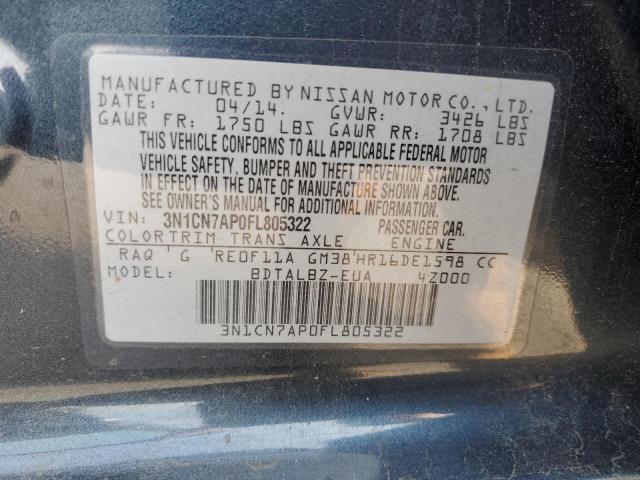 MANUFACTURED BY NISSAN MOTOR CO., LTD.
DATE: 04/14. GVWR: 3426 LBS
GAWR FR: 1750 LBS GAWR RR: 1708 LBS
THIS VEHICLE CONFORMS TO ALL APPLICABLE FEDERAL MOTOR
VEHICLE SAFETY, BUMPER AND THEFT PREVENTION STANDARDS
IN EFFECT ON THE DATE OF MANUFACTURE SHOWN ABOVE.
SEE OWNER'S MANUAL FOR ADDITIONAL INFORMATION.
VIN: 3N1CN7AP0FL805322 PASSENGER CAR.
COLOR TRIM TRANS AXLE ENGINE
RAQ G RE0F11A GM38 HR16DE1598 CC
MODEL: BDTALBZ-EUA 4Z000
3N1CN7AP0FL805322